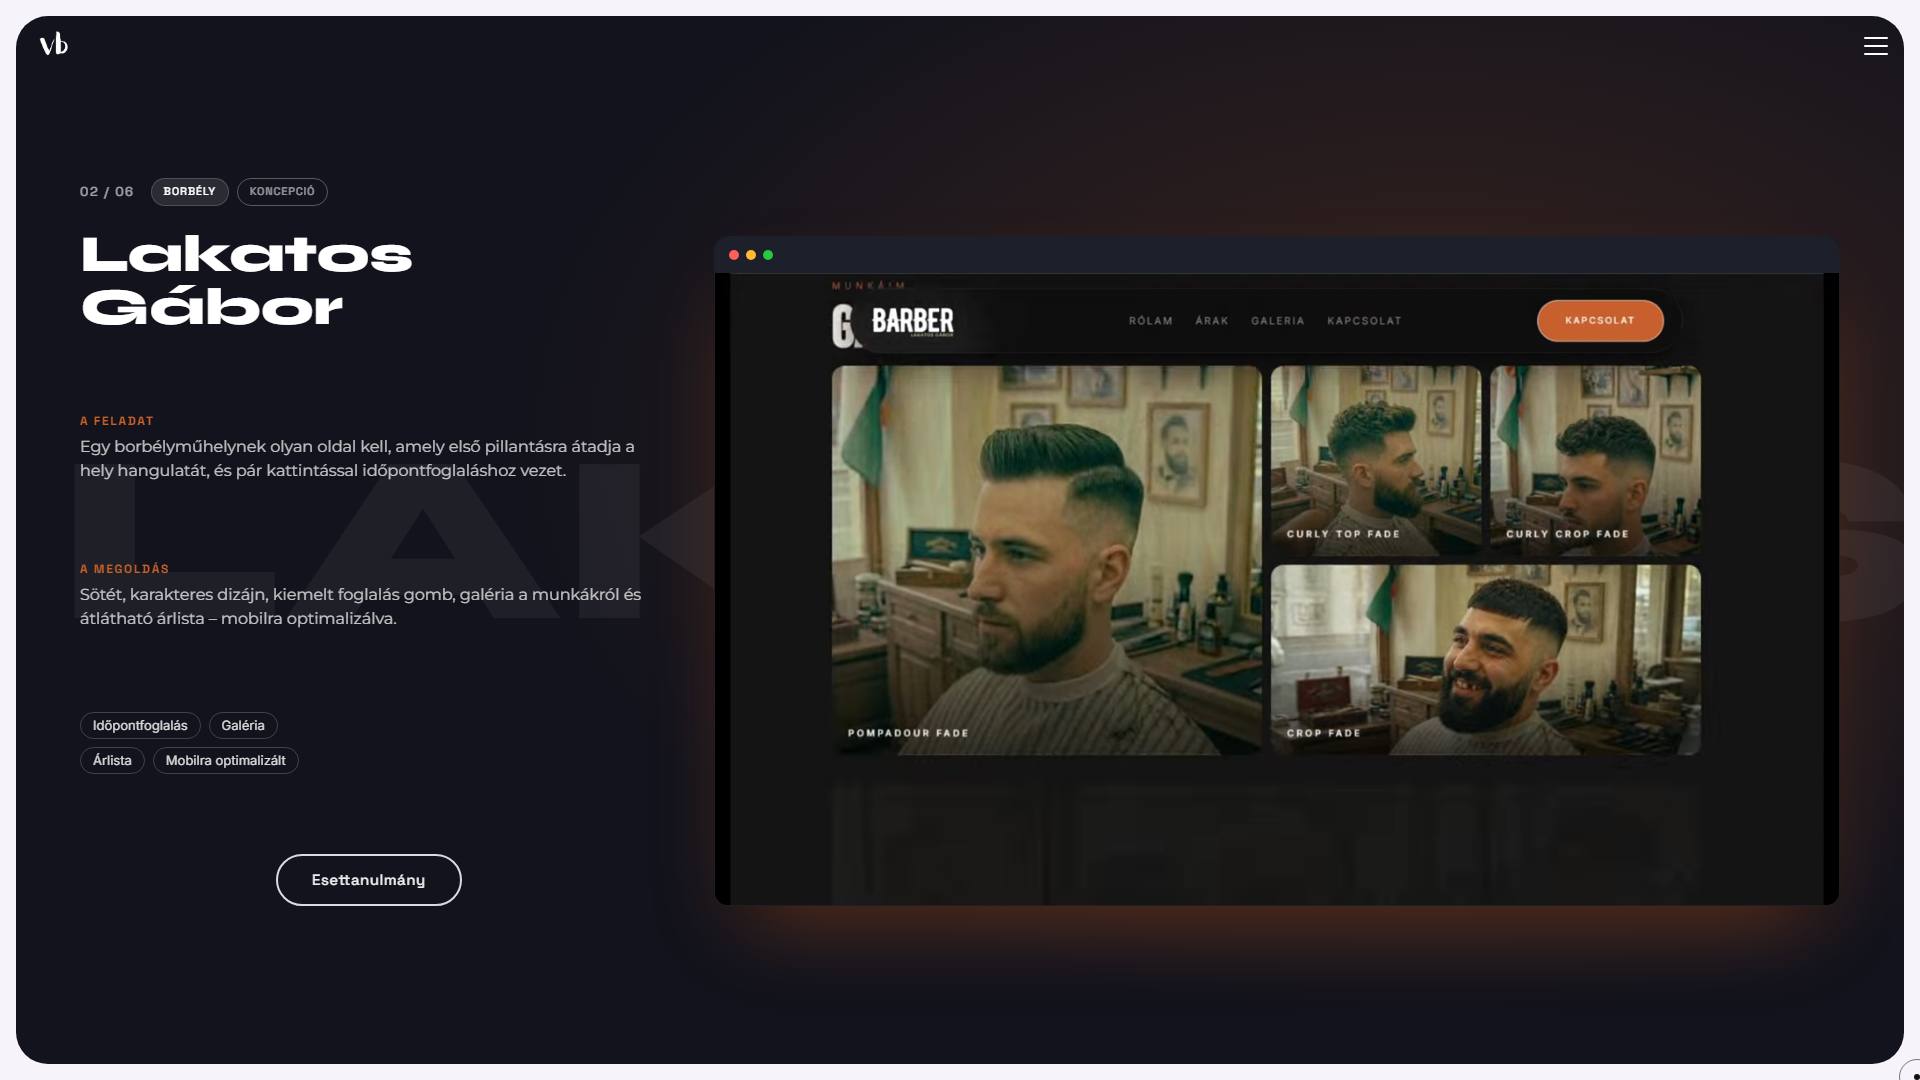 vb
02 / 06
BORBÉLY
KONCEPCIÓ
Lakatos
Gábor
A FELADAT
Egy borbélyműhelynek olyan oldal kell, amely első pillantásra átadja a
hely hangulatát, és pár kattintással időpontfoglaláshoz vezet.
A MEGOLDÁS
Sötét, karakteres dizájn, kiemelt foglalás gomb, galéria a munkákról és
átlátható árlista – mobilra optimalizálva.
Időpontfoglalás
Galéria
Árlista
Mobilra optimalizált
Esettanulmány
MUNKÁIM
BARBER
LAKATOS GÁBOR
RÓLAM
ÁRAK
GALERIA
KAPCSOLAT
KAPCSOLAT
POMPADOUR FADE
CURLY TOP FADE
CURLY CROP FADE
CROP FADE